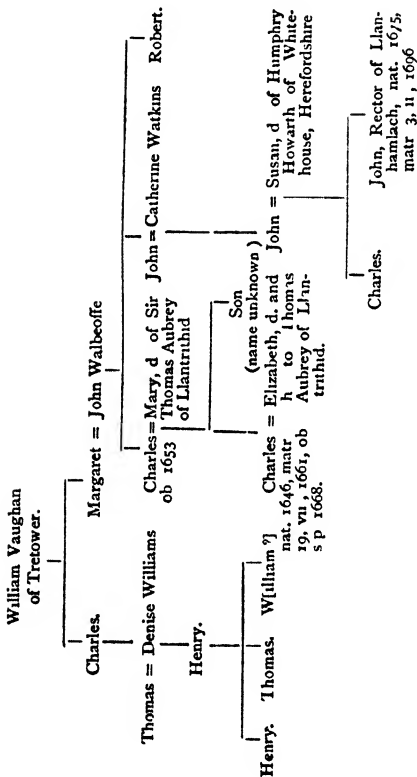 William Vaughan
of Tretower.
Charles.
Margaret = John Walbeoffe
Thomas = Denise Williams
Charles = Mary, d of Sir
Thomas Aubrey
of Llantrithid
ob 1653
John = Catherine Watkins
Robert.
Henry.
Son
(name unknown)
Henry.
Thomas.
W[illiam ?]
Charles = Elizabeth, d. and
h to Thomas
Aubrey of Llan-
trithid.
nat. 1646, matr
19, vii, 1661, ob
s p 1668.
John = Susan, d of Humphry
Howarth of White-
house, Herefordshire
Charles.
John, Rector of Llan-
hamlach, nat. 1675,
matr 3, 11, 1696